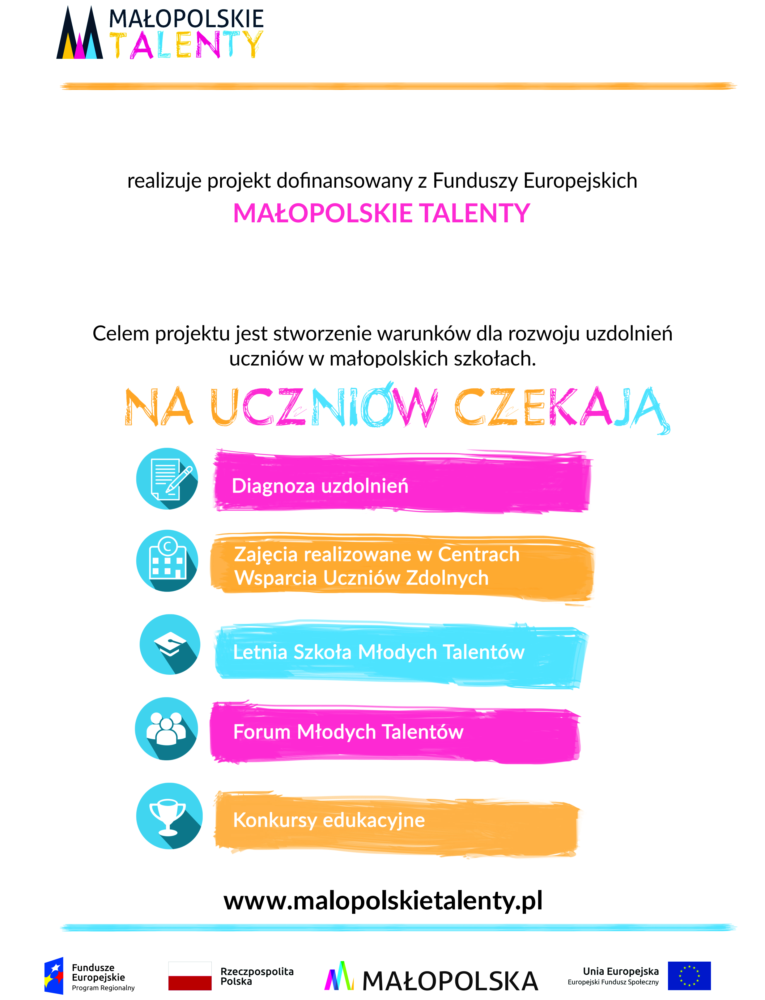 MAŁOPOLSKIE
TALENTY
realizuje projekt dofinansowany z Funduszy Europejskich
MAŁOPOLSKIE TALENTY
Celem projektu jest stworzenie warunków dla rozwoju uzdolnień
uczniów w małopolskich szkołach.
NA UCZNIÓW CZEKAJĄ
Diagnoza uzdolnień
C
Zajęcia realizowane w Centrach
Wsparcia Uczniów Zdolnych
Letnia Szkoła Młodych Talentów
Forum Młodych Talentów
Konkursy edukacyjne
www.malopolskietalenty.pl
Fundusze
Europejskie
Program Regionalny
Rzeczpospolita
Polska
MAŁOPOLSKA
Unia Europejska
Europejski Fundusz Społeczny